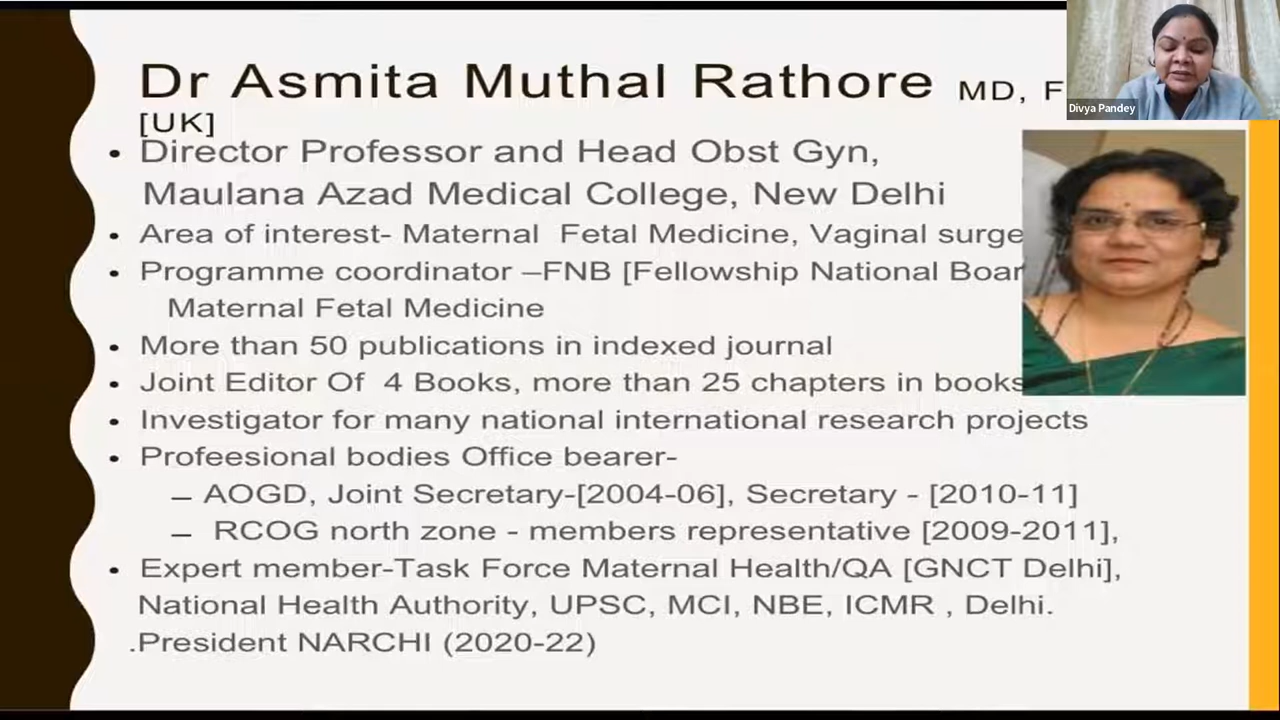 Dr Asmita Muthal Rathore MD, F
[UK]
Divya Pandey
• Director Professor and Head Obst Gyn,
Maulana Azad Medical College, New Delhi
• Area of interest- Maternal Fetal Medicine, Vaginal surge
• Programme coordinator –FNB [Fellowship National Boar
Maternal Fetal Medicine
• More than 50 publications in indexed journal
• Joint Editor Of 4 Books, more than 25 chapters in books
• Investigator for many national international research projects
• Profeesional bodies Office bearer-
– AOGD, Joint Secretary-[2004-06], Secretary - [2010-11]
– RCOG north zone - members representative [2009-2011],
• Expert member-Task Force Maternal Health/QA [GNCT Delhi],
National Health Authority, UPSC, MCI, NBE, ICMR , Delhi.
.President NARCHI (2020-22)